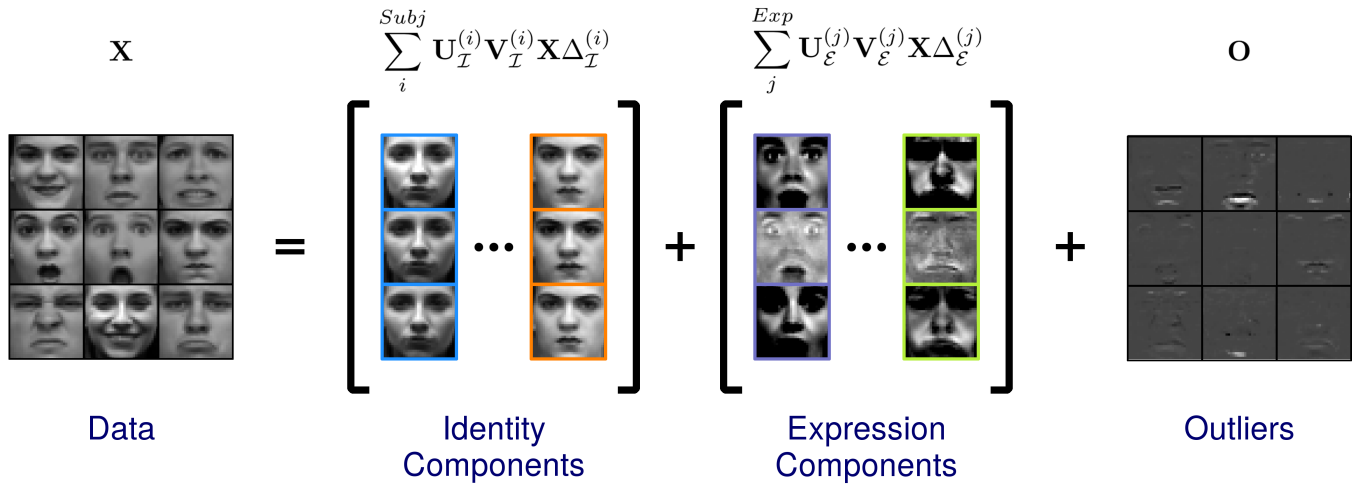 X
Subj
∑ U_I^(i) V_I^(i) X Δ_I^(i)
i
Exp
∑ U_E^(j) V_E^(j) X Δ_E^(j)
j
O
=
...
+
...
+
Data
Identity
Components
Expression
Components
Outliers